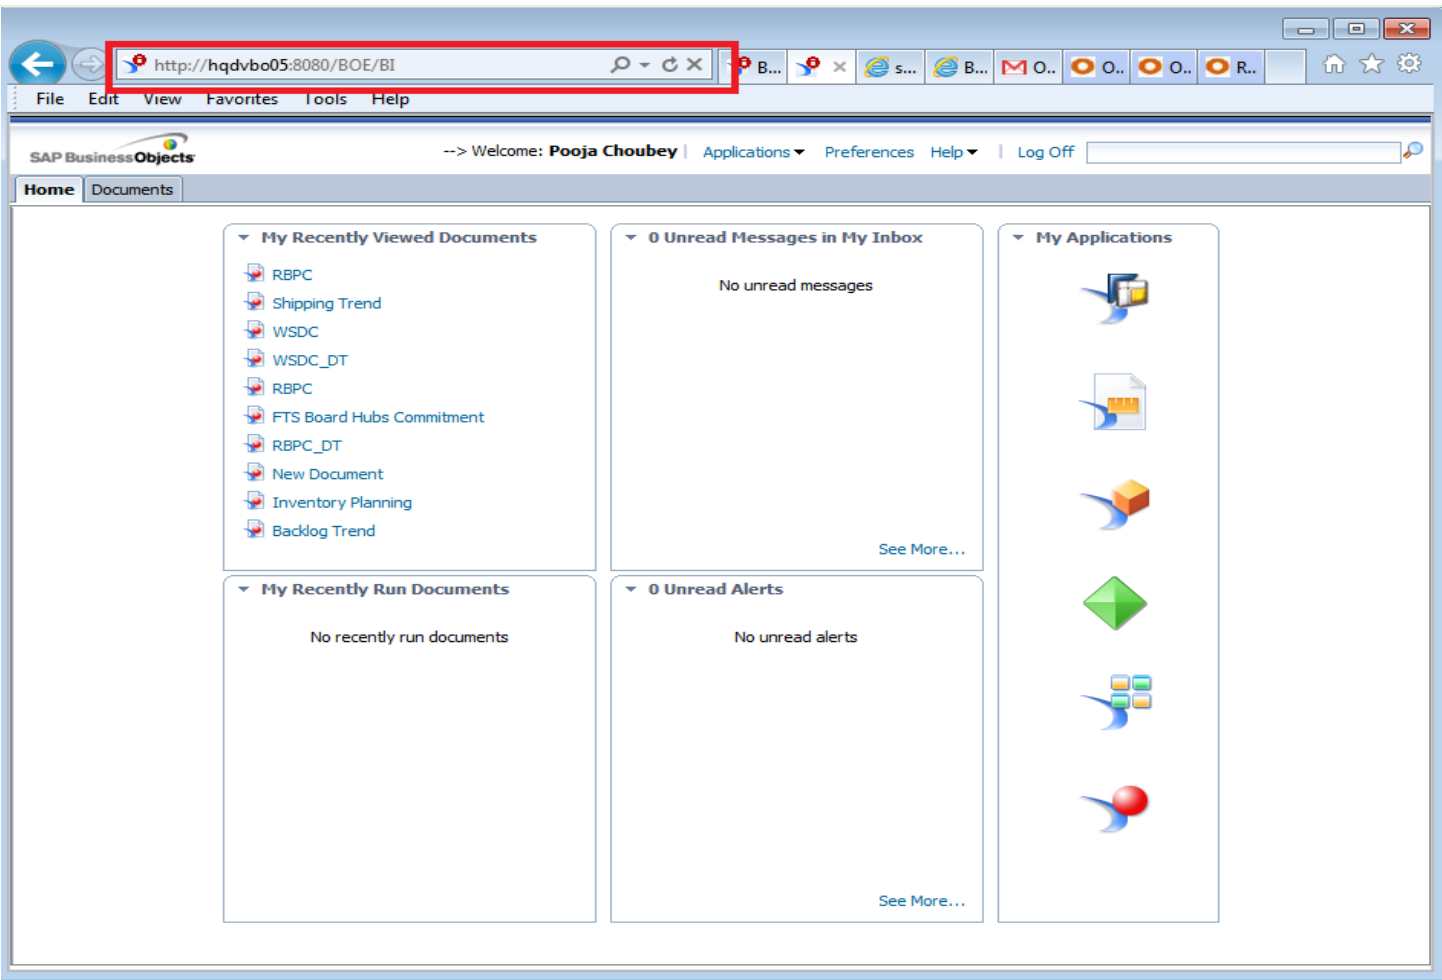 http://hqdvbo05:8080/BOE/BI
B... s... B... O.. O.. O.. R..
File Edit View Favorites Tools Help
SAP BusinessObjects --> Welcome: Pooja Choubey | Applications Preferences Help | Log Off
Home Documents
My Recently Viewed Documents
RBPC
Shipping Trend
WSDC
WSDC_DT
RBPC
FTS Board Hubs Commitment
RBPC_DT
New Document
Inventory Planning
Backlog Trend
0 Unread Messages in My Inbox
No unread messages
See More...
My Applications
My Recently Run Documents
No recently run documents
0 Unread Alerts
No unread alerts
See More...